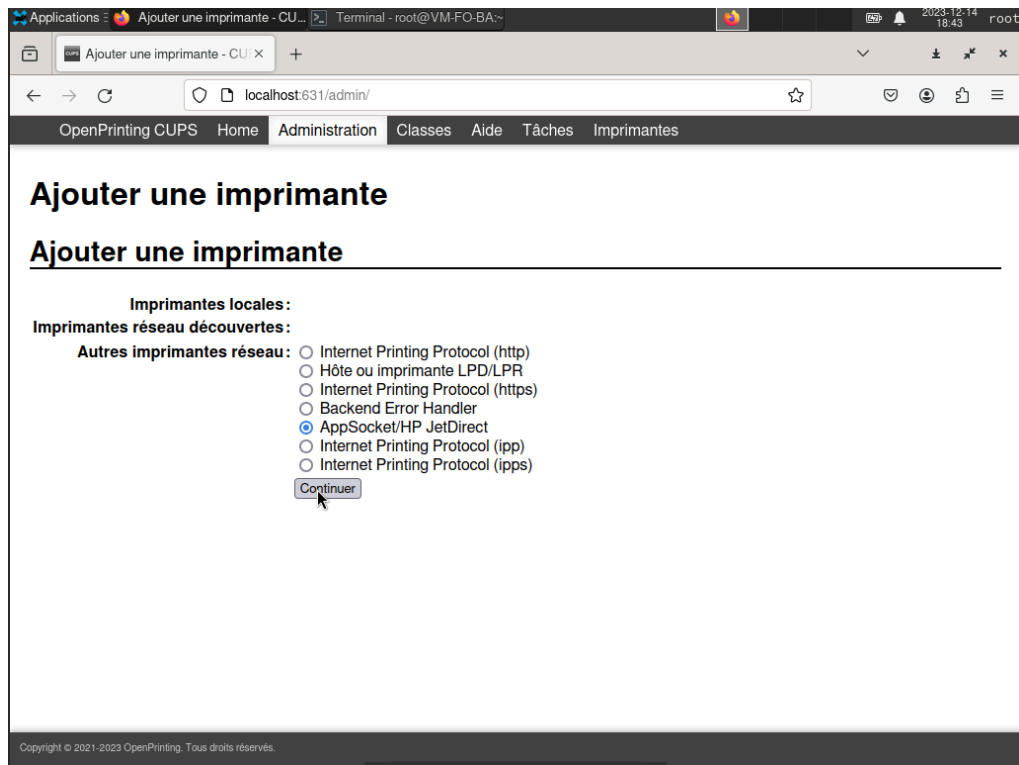 Applications Ajouter une imprimante - CU... Terminal - root@VM-FO-BA:~ 2023-12-14 18:43 root
Ajouter une imprimante - CU
localhost:631/admin/
OpenPrinting CUPS Home Administration Classes Aide Tâches Imprimantes
Ajouter une imprimante
Ajouter une imprimante
Imprimantes locales :
Imprimantes réseau découvertes :
Autres imprimantes réseau : Internet Printing Protocol (http)
Hôte ou imprimante LPD/LPR
Internet Printing Protocol (https)
Backend Error Handler
AppSocket/HP JetDirect
Internet Printing Protocol (ipp)
Internet Printing Protocol (ipps)
Continuer
Copyright © 2021-2023 OpenPrinting. Tous droits réservés.